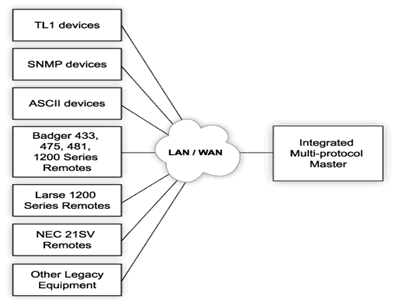 TL1 devices
SNMP devices
ASCII devices
Badger 433,
475, 481,
1200 Series
Remotes
Larse 1200
Series Remotes
NEC 21SV
Remotes
Other Legacy
Equipment
LAN / WAN
Integrated
Multi-protocol
Master